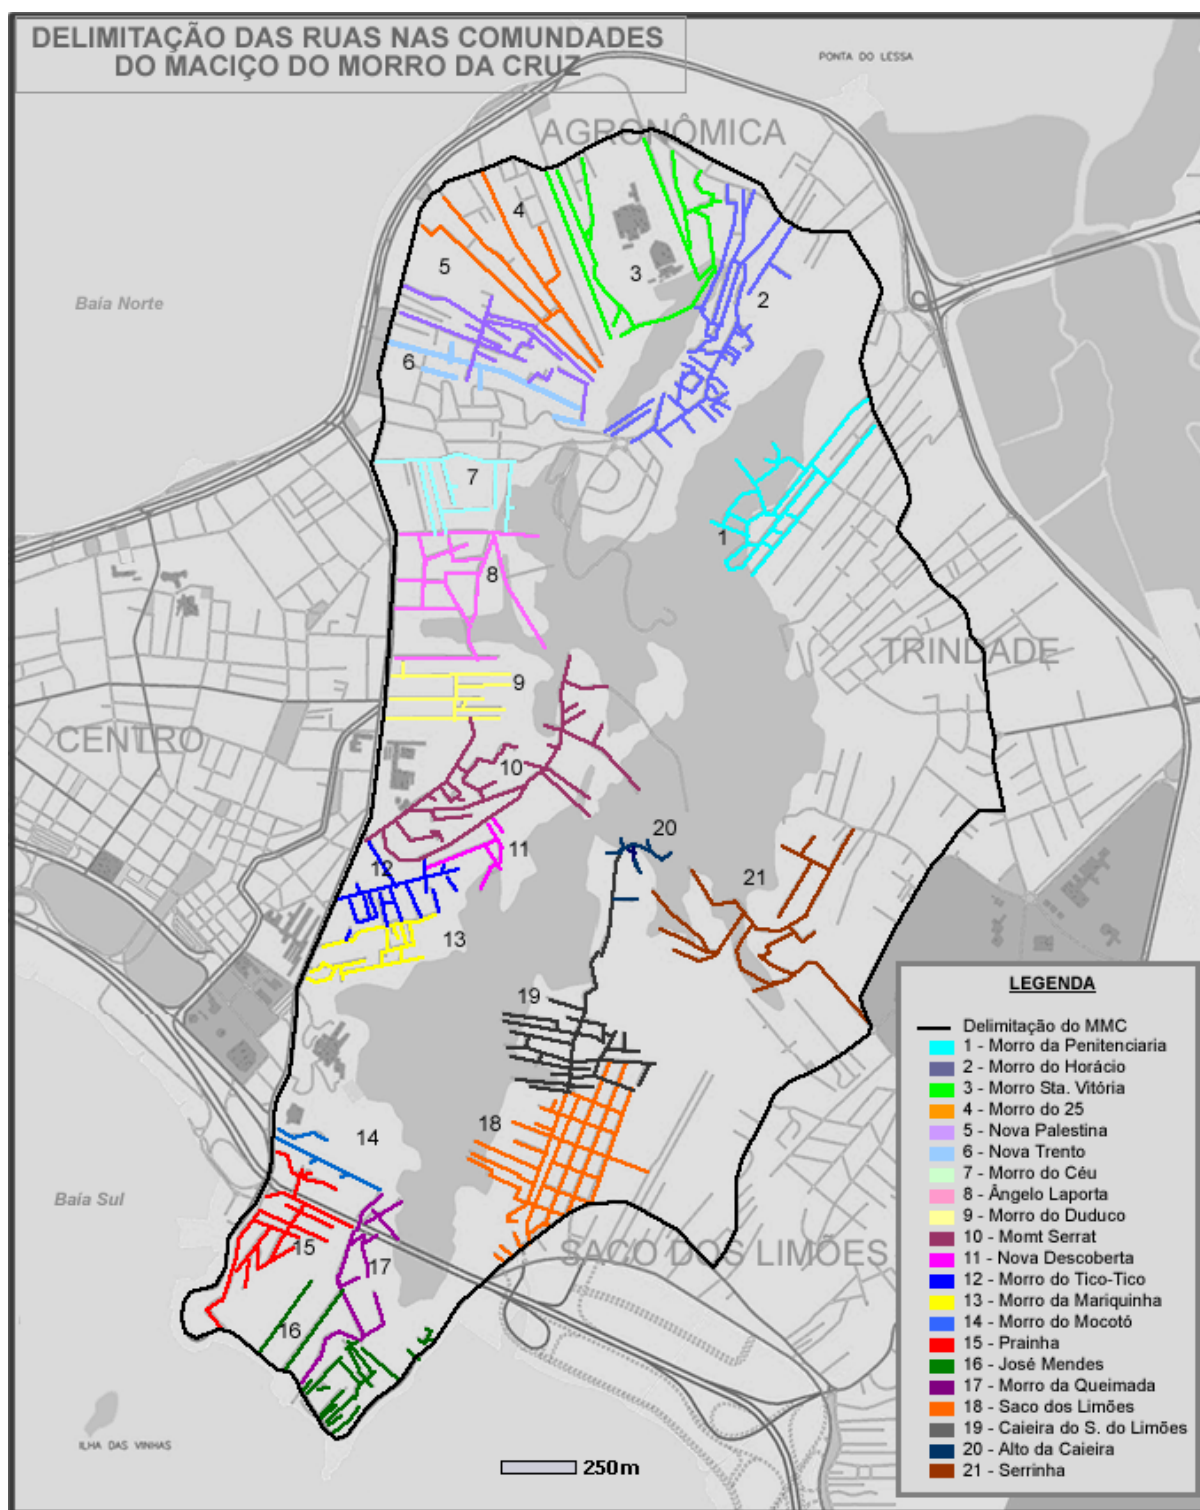 DELIMITAÇÃO DAS RUAS NAS COMUNDADES
DO MACIÇO DO MORRO DA CRUZ
PONTA DO LESSA
AGRONÔMICA
4
5
3
2
Baía Norte
6
7
1
8
TRINDADE
9
CENTRO
10
20
11
12
21
13
19
18
14
Baía Sul
15
17
SACO DOS LIMÕES
16
ILHA DAS VINHAS
250m
LEGENDA
Delimitação do MMC
1 - Morro da Penitenciaria
2 - Morro do Horácio
3 - Morro Sta. Vitória
4 - Morro do 25
5 - Nova Palestina
6 - Nova Trento
7 - Morro do Céu
8 - Ângelo Laporta
9 - Morro do Duduco
10 - Momt Serrat
11 - Nova Descoberta
12 - Morro do Tico-Tico
13 - Morro da Mariquinha
14 - Morro do Mocotó
15 - Prainha
16 - José Mendes
17 - Morro da Queimada
18 - Saco dos Limões
19 - Caieira do S. do Limões
20 - Alto da Caieira
21 - Serrinha